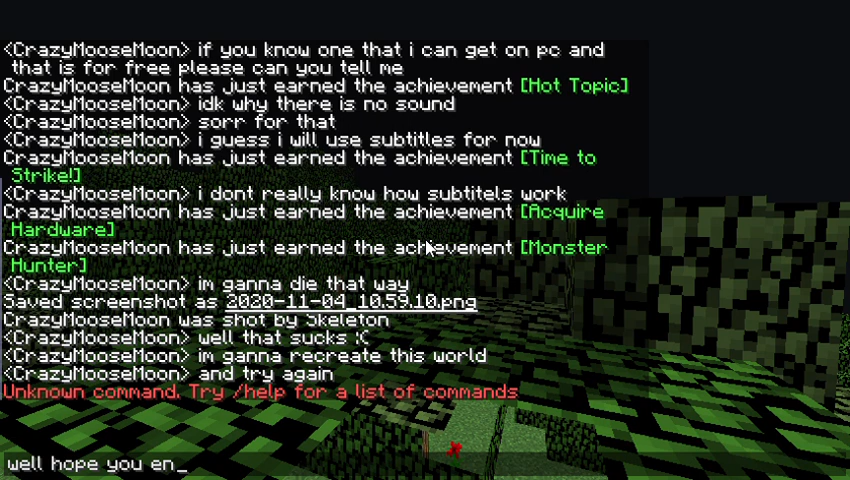 <CrazyMooseMoon> if you know one that i can get on pc and
that is for free please can you tell me
CrazyMooseMoon has just earned the achievement [Hot Topic]
<CrazyMooseMoon> idk why there is no sound
<CrazyMooseMoon> sorr for that
<CrazyMooseMoon> i guess i will use subtitles for now
CrazyMooseMoon has just earned the achievement [Time to
Strike!]
<CrazyMooseMoon> i dont really know how subtitels work
CrazyMooseMoon has just earned the achievement [Acquire
Hardware]
CrazyMooseMoon has just earned the achievement [Monster
Hunter]
<CrazyMooseMoon> im ganna die that way
Saved screenshot as 2020-11-04_10.59.10.png
CrazyMooseMoon was shot by Skeleton
<CrazyMooseMoon> well that sucks :C
<CrazyMooseMoon> im ganna recreate this world
<CrazyMooseMoon> and try again
Unknown command. Try /help for a list of commands
well hope you en_